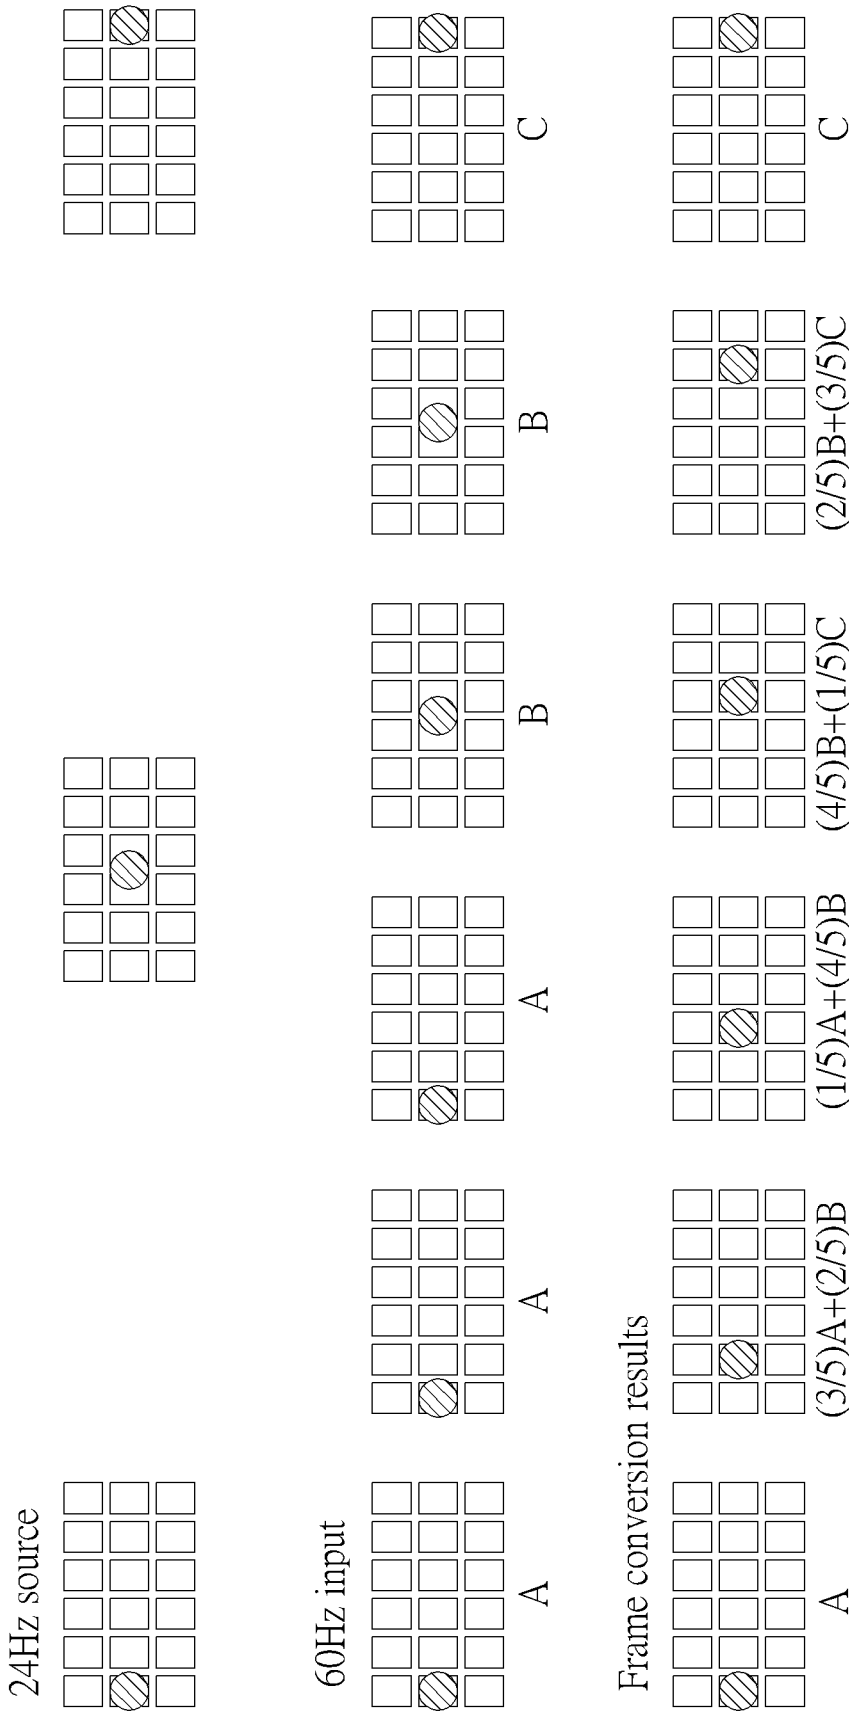 24Hz source
60Hz input
A
A
A
B
B
C
Frame conversion results
A
(3/5)A+(2/5)B
(1/5)A+(4/5)B
(4/5)B+(1/5)C
(2/5)B+(3/5)C
C